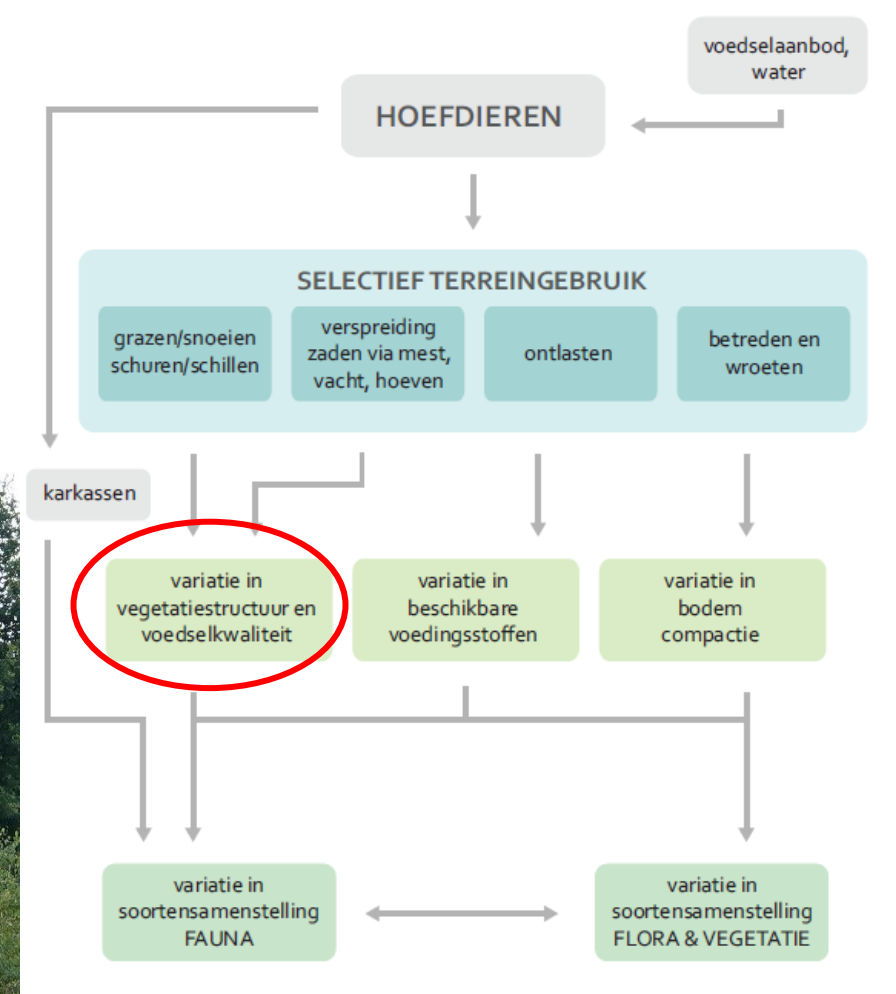 voedselaanbod,
water
HOEFDIEREN
SELECTIEF TERREINGEBRUIK
grazen/snoeien
schuren/schillen
verspreiding
zaden via mest,
vacht, hoeven
ontlasten
betreden en
wroeten
karkassen
variatie in
vegetatiestructuur en
voedselkwaliteit
variatie in
beschikbare
voedingsstoffen
variatie in
bodem
compactie
variatie in
soortensamenstelling
FAUNA
variatie in
soortensamenstelling
FLORA & VEGETATIE